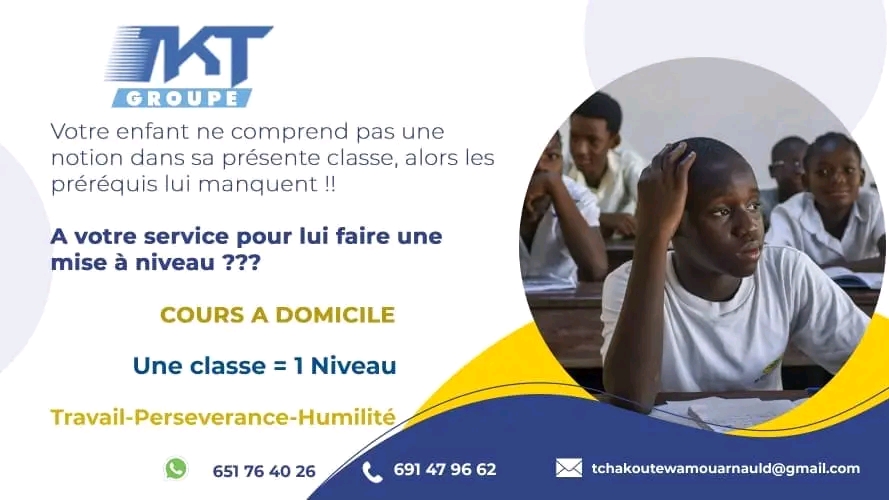 TKT
GROUPE
Votre enfant ne comprend pas une
notion dans sa présente classe, alors les
préréquis lui manquent !!
A votre service pour lui faire une
mise à niveau ???
COURS A DOMICILE
Une classe = 1 Niveau
Travail-Perseverance-Humilité
651 76 40 26
691 47 96 62
tchakoutewamouarnauld@gmail.com